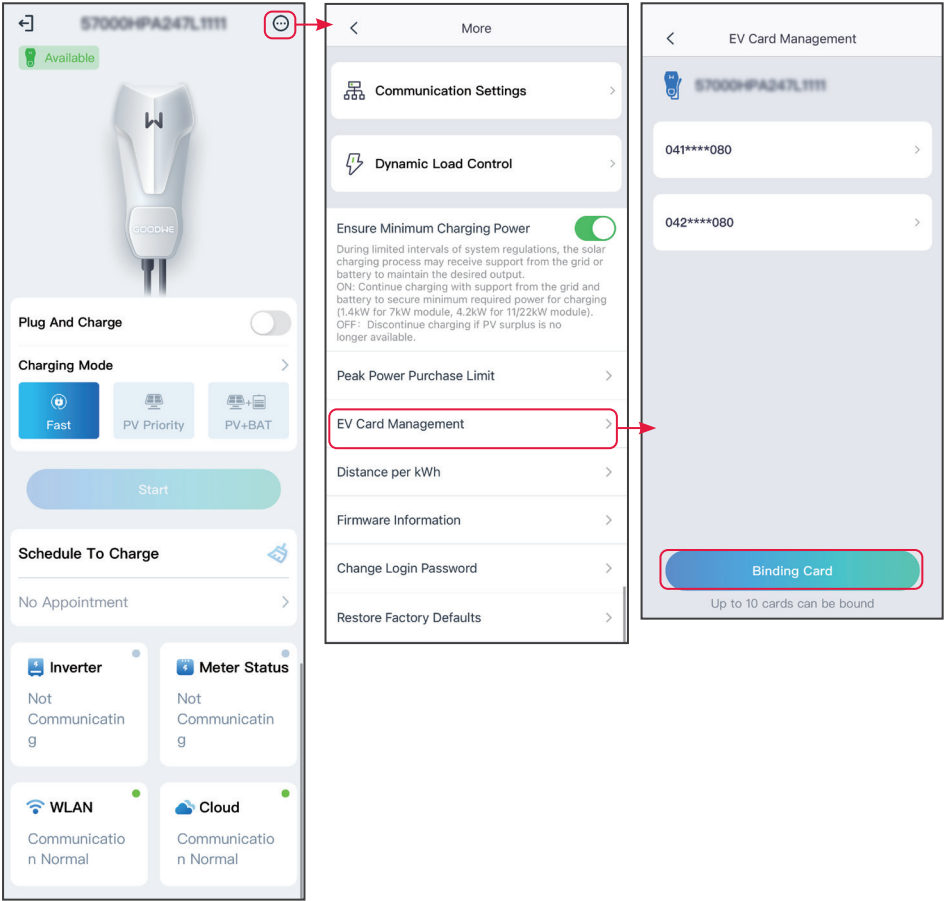 57000HPA247L1111
Available
GOODWE
Plug And Charge
Charging Mode
Fast
PV Priority
PV+BAT
Start
Schedule To Charge
No Appointment
Inverter
Not
Communicatin
g
Meter Status
Not
Communicatin
g
WLAN
Communicatio
n Normal
Cloud
Communicatio
n Normal
More
Communication Settings
Dynamic Load Control
Ensure Minimum Charging Power
During limited intervals of system regulations, the solar
charging process may receive support from the grid or
battery to maintain the desired output.
ON: Continue charging with support from the grid and
battery to secure minimum required power for charging
(1.4kW for 7kW module, 4.2kW for 11/22kW module).
OFF: Discontinue charging if PV surplus is no
longer available.
Peak Power Purchase Limit
EV Card Management
Distance per kWh
Firmware Information
Change Login Password
Restore Factory Defaults
EV Card Management
57000HPA247L1111
041****080
042****080
Binding Card
Up to 10 cards can be bound